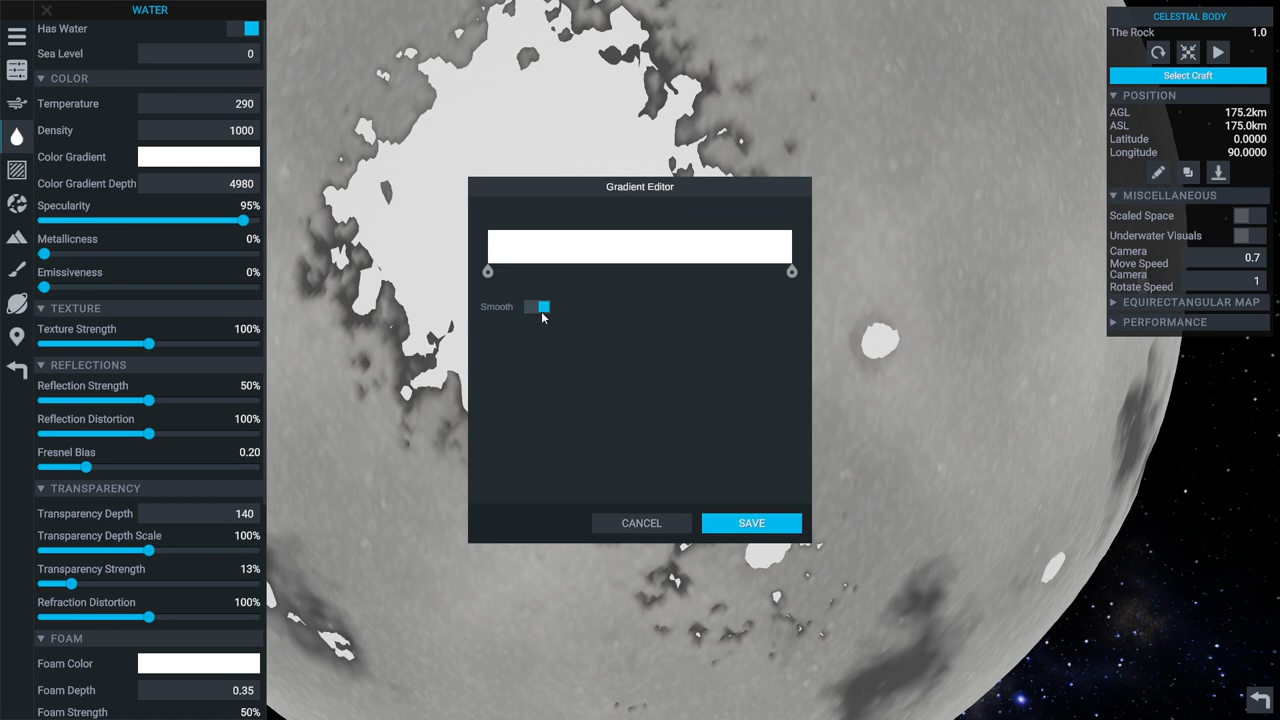 WATER
Has Water
Sea Level 0
COLOR
Temperature 290
Density 1000
Color Gradient
Color Gradient Depth 4980
Specularity 95%
Metallicness 0%
Emissiveness 0%
TEXTURE
Texture Strength 100%
REFLECTIONS
Reflection Strength 50%
Reflection Distortion 100%
Fresnel Bias 0.20
TRANSPARENCY
Transparency Depth 140
Transparency Depth Scale 100%
Transparency Strength 13%
Refraction Distortion 100%
FOAM
Foam Color
Foam Depth 0.35
Foam Strength 50%
Gradient Editor
Smooth
CANCEL SAVE
CELESTIAL BODY
The Rock 1.0
Select Craft
POSITION
AGL 175.2km
ASL 175.0km
Latitude 0.0000
Longitude 90.0000
MISCELLANEOUS
Scaled Space
Underwater Visuals
Camera
Move Speed 0.7
Camera
Rotate Speed 1
EQUIRECTANGULAR MAP
PERFORMANCE